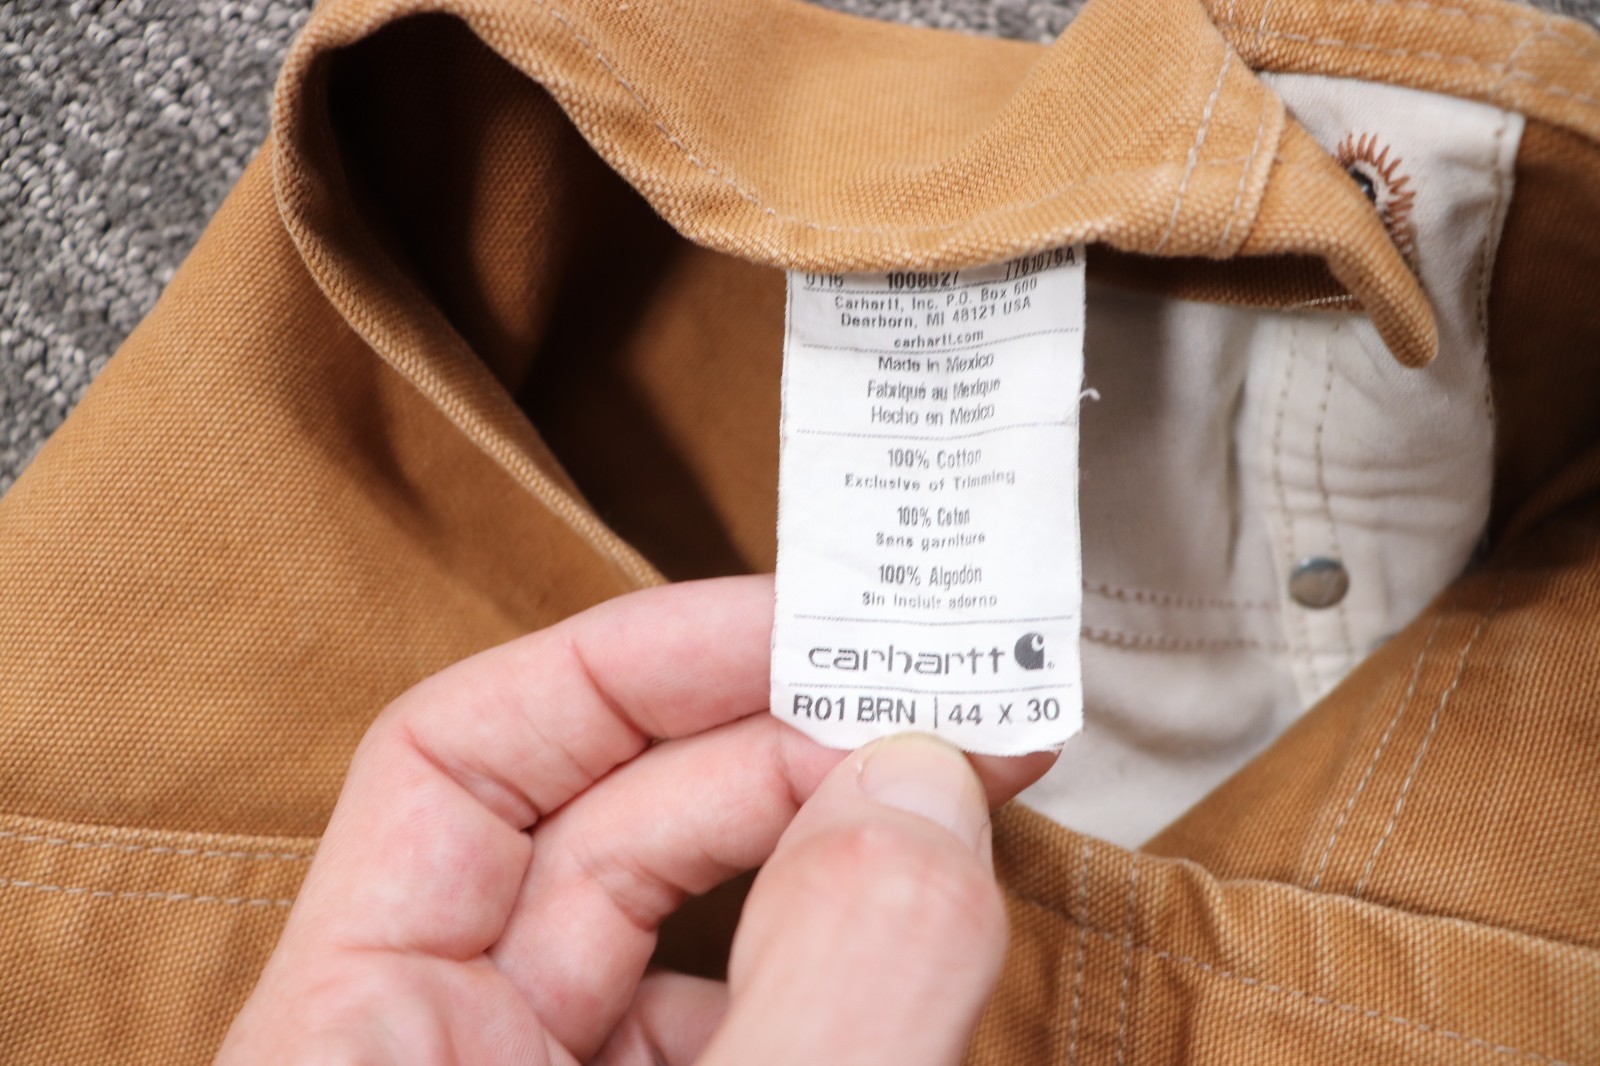 0116 1008027 7761075A
Carhartt, Inc. P.O. Box 600
Dearborn, MI 48121 USA
carhartt.com
Made in Mexico
Fabriqué au Mexique
Hecho en Mexico
100% Cotton
Exclusive of Trimming
100% Coton
Sans garniture
100% Algodón
Sin incluir adorno
carhartt
R01 BRN | 44 X 30